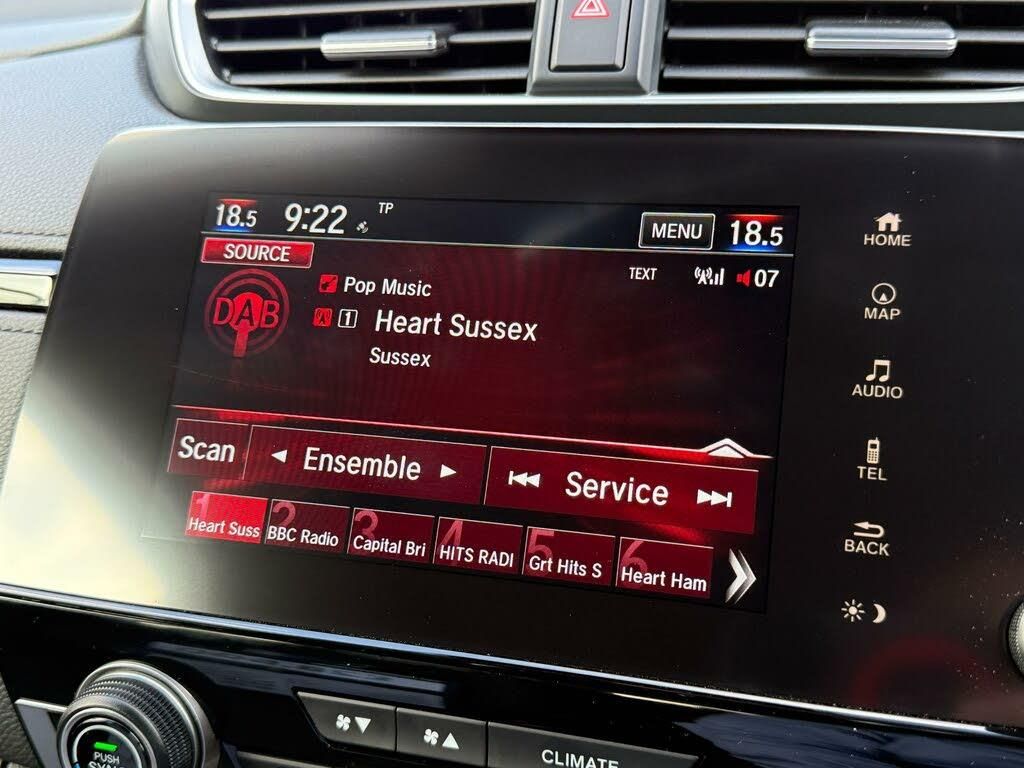 18.5 9:22 TP MENU 18.5
SOURCE
TEXT 07
DAB
Pop Music
1 Heart Sussex
Sussex
Scan Ensemble Service
1 Heart Suss
2 BBC Radio
3 Capital Bri
4 HITS RADI
5 Grt Hits S
6 Heart Ham
HOME
MAP
AUDIO
TEL
BACK
PUSH
SYNC
CLIMATE